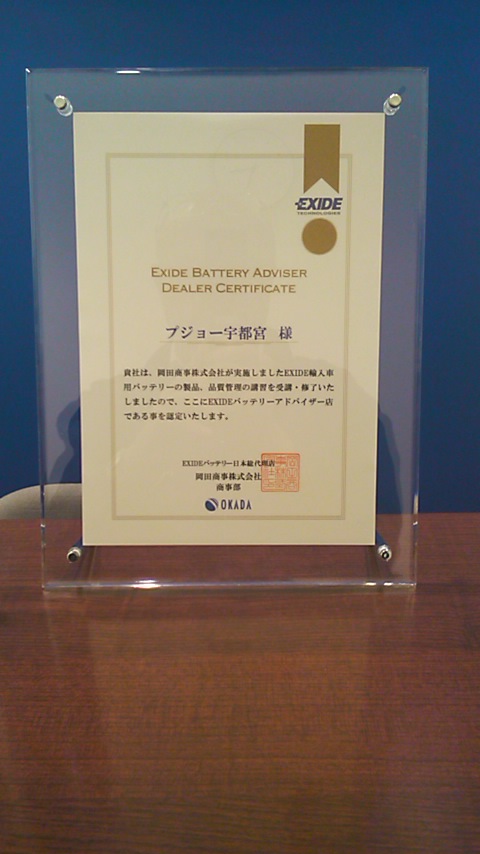 EXIDE
TECHNOLOGIES
EXIDE BATTERY ADVISER
DEALER CERTIFICATE
プジョー宇都宮 様
貴社は、岡田商事株式会社が実施しましたEXIDE輸入車
用バッテリーの製品、品質管理の講習を受講・修了いた
しましたので、ここにEXIDEバッテリーアドバイザー店
である事を認定いたします。
EXIDEバッテリー日本総代理店
岡田商事株式会社
商事部
OKADA